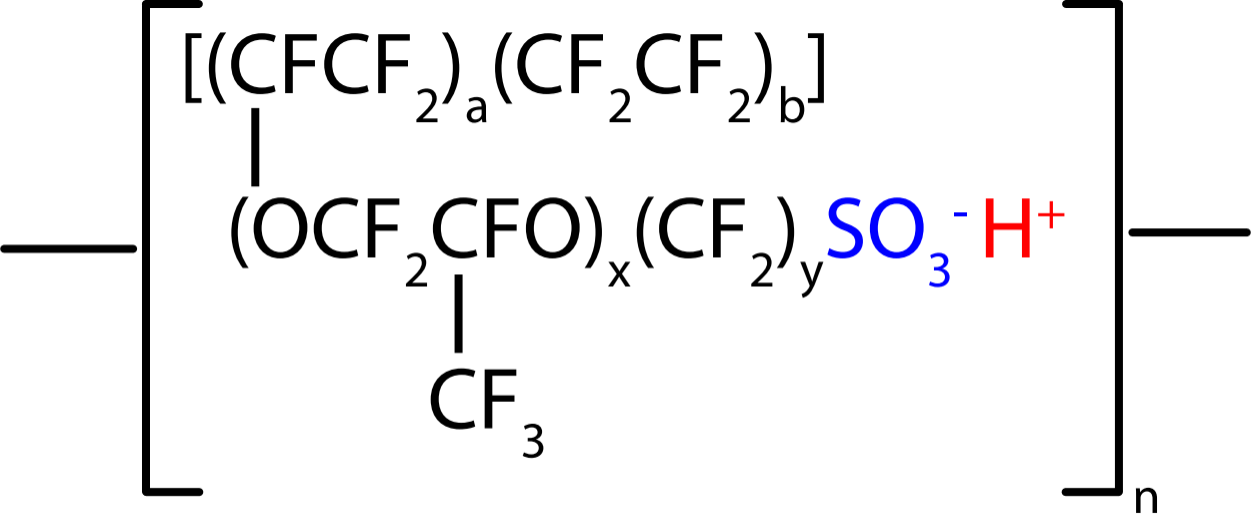 [(CFCF₂)ₐ(CF₂CF₂)b]
(OCF₂CFO)ₓ(CF₂)ySO₃⁻H⁺
CF₃
n